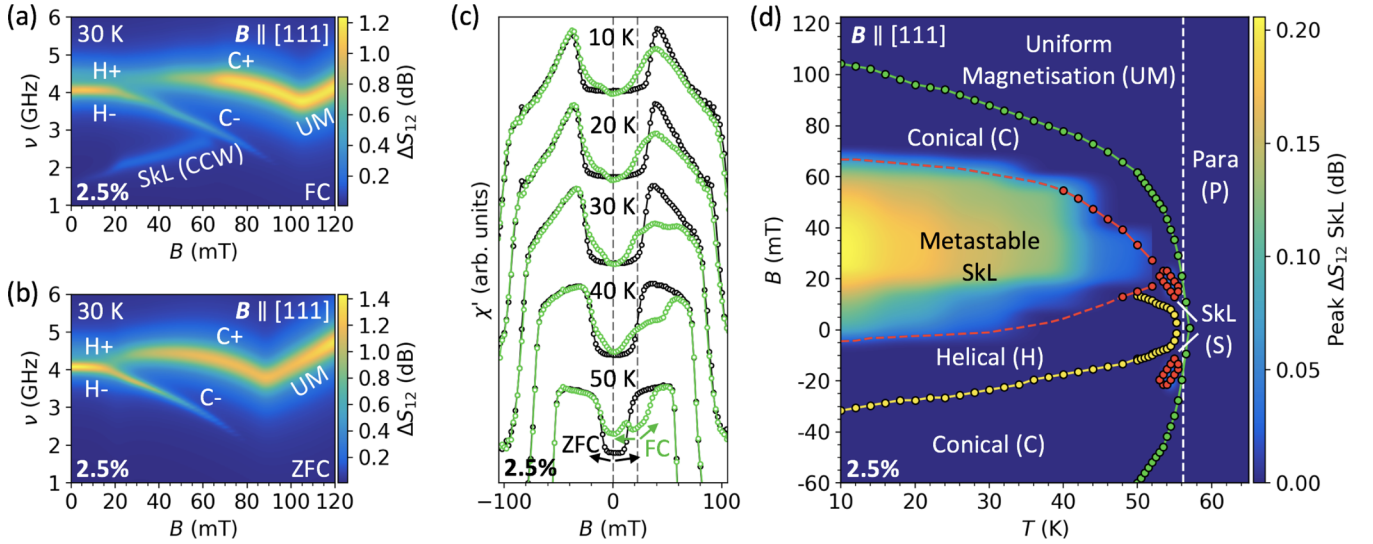 (a)
30 K
B ∥ [111]
H+
C+
H-
C-
SkL (CCW)
UM
2.5%
FC
6
5
4
3
2
1
ν (GHz)
0 20 40 60 80 100 120
B (mT)
1.2
1.0
0.8
0.6
0.4
0.2
ΔS12 (dB)
(b)
30 K
B ∥ [111]
H+
C+
H-
C-
UM
2.5%
ZFC
6
5
4
3
2
1
ν (GHz)
0 20 40 60 80 100 120
B (mT)
1.4
1.2
1.0
0.8
0.6
0.4
0.2
ΔS12 (dB)
(c)
10 K
20 K
30 K
40 K
50 K
ZFC
FC
2.5%
χ' (arb. units)
−100 0 100
B (mT)
(d)
B ∥ [111]
Uniform
Magnetisation (UM)
Conical (C)
Para
(P)
Metastable
SkL
SkL
(S)
Helical (H)
Conical (C)
2.5%
120
100
80
60
40
20
0
-20
-40
-60
B (mT)
10 20 30 40 50 60
T (K)
0.20
0.15
0.10
0.05
0.00
Peak ΔS12 SkL (dB)